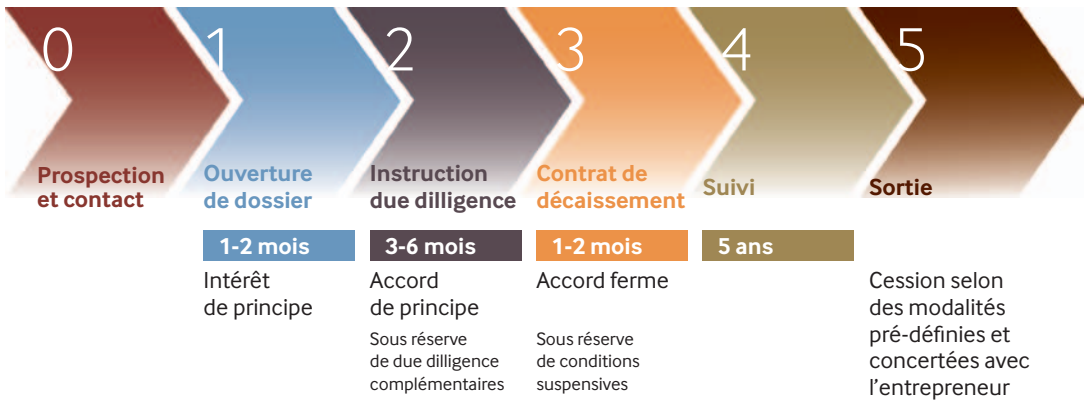 0
1
2
3
4
5
Prospection
et contact
Ouverture
de dossier
Instruction
due dilligence
Contrat de
décaissement
Suivi
Sortie
1-2 mois
3-6 mois
1-2 mois
5 ans
Intérêt
de principe
Accord
de principe
Sous réserve
de due dilligence
complémentaires
Accord ferme
Sous réserve
de conditions
suspensives
Cession selon
des modalités
pré-définies et
concertées avec
l'entrepreneur